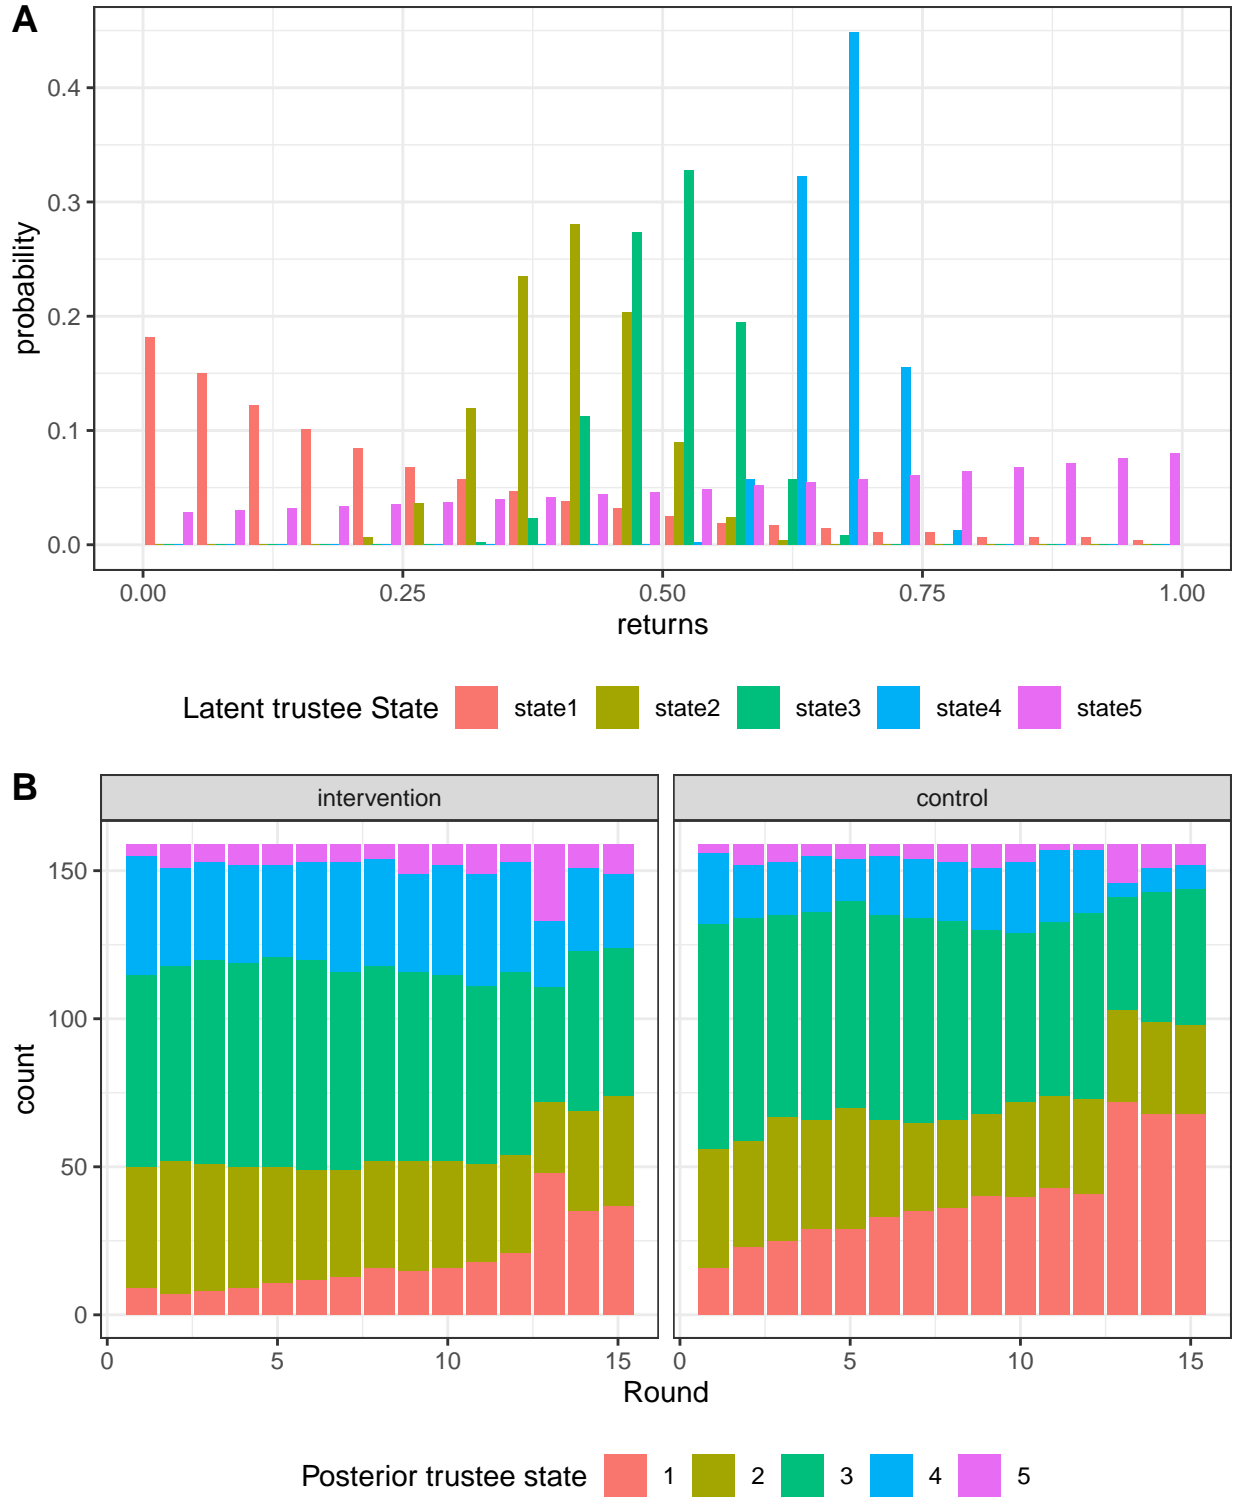 A
probability
0.4
0.3
0.2
0.1
0.0
0.00 0.25 0.50 0.75 1.00
returns
Latent trustee State state1 state2 state3 state4 state5
B
intervention control
count
150
100
50
0
0 5 10 15 0 5 10 15
Round
Posterior trustee state 1 2 3 4 5